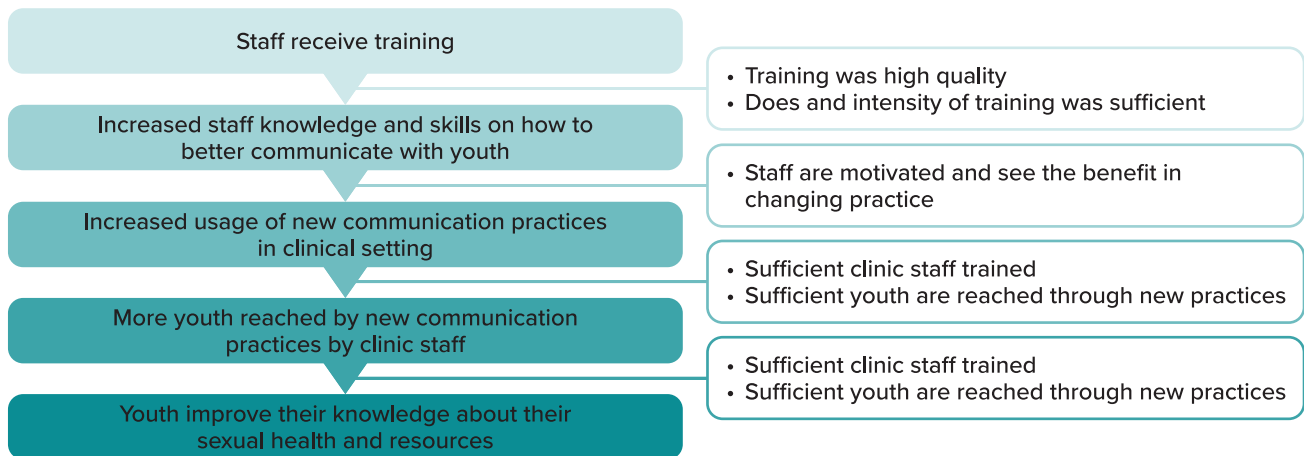 Staff receive training
• Training was high quality
• Does and intensity of training was sufficient
Increased staff knowledge and skills on how to
better communicate with youth
• Staff are motivated and see the benefit in
changing practice
Increased usage of new communication practices
in clinical setting
• Sufficient clinic staff trained
• Sufficient youth are reached through new practices
More youth reached by new communication
practices by clinic staff
• Sufficient clinic staff trained
• Sufficient youth are reached through new practices
Youth improve their knowledge about their
sexual health and resources